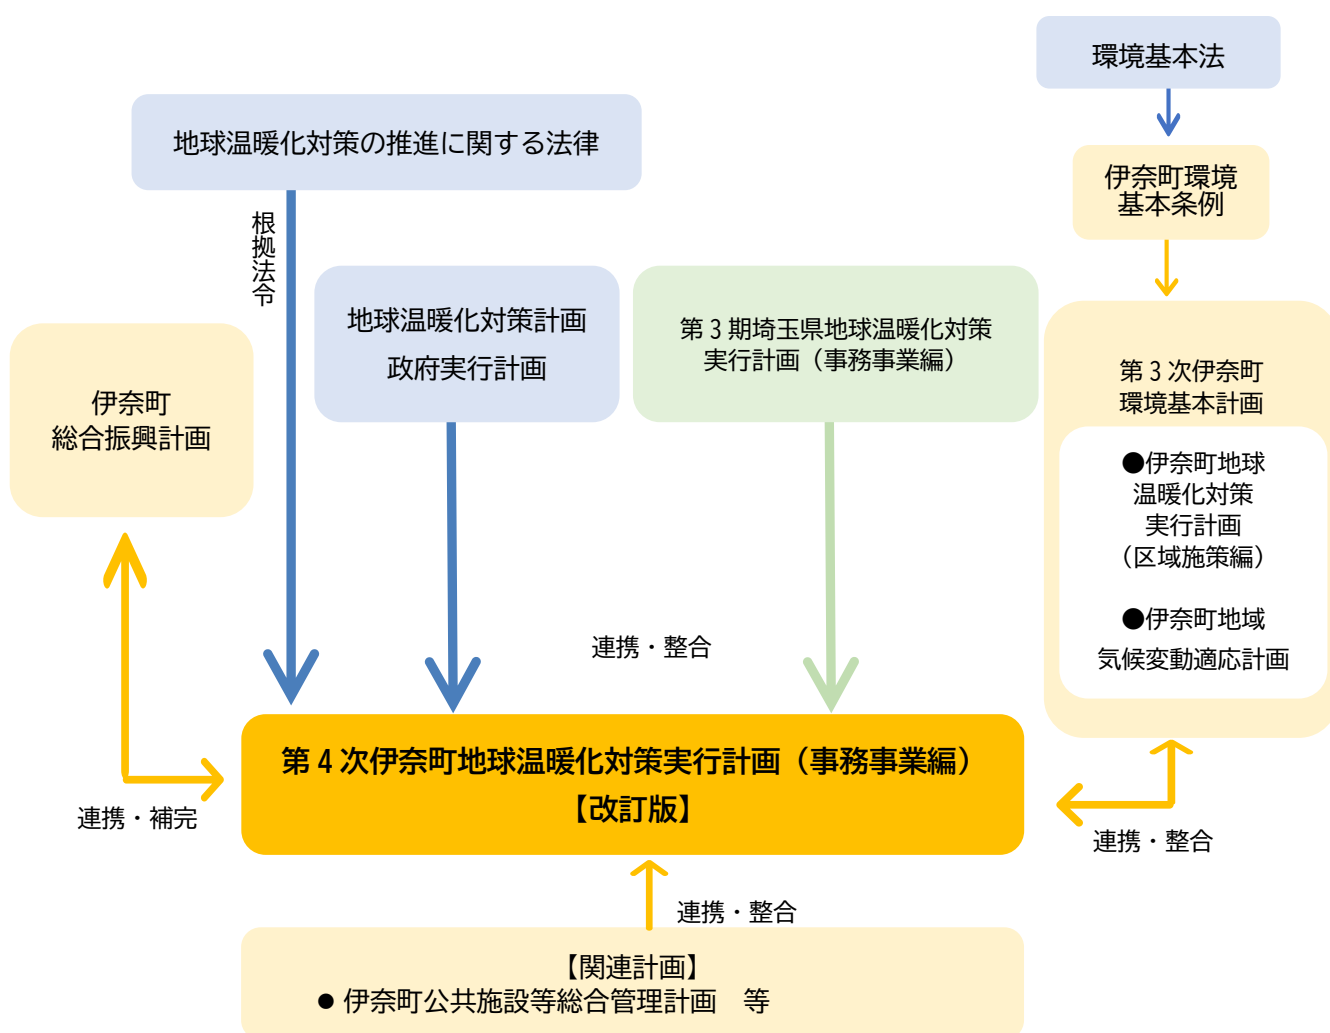 環境基本法
地球温暖化対策の推進に関する法律
伊奈町環境
基本条例
根拠法令
地球温暖化対策計画
政府実行計画
第３期埼玉県地球温暖化対策
実行計画（事務事業編）
第３次伊奈町
環境基本計画
伊奈町
総合振興計画
●伊奈町地球
温暖化対策
実行計画
（区域施策編）
●伊奈町地域
気候変動適応計画
連携・整合
第４次伊奈町地球温暖化対策実行計画（事務事業編）
【改訂版】
連携・補完
連携・整合
連携・整合
【関連計画】
● 伊奈町公共施設等総合管理計画　等